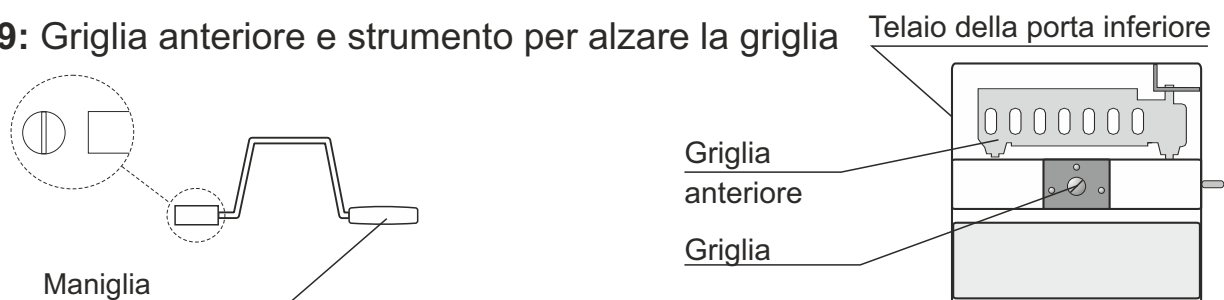 9: Griglia anteriore e strumento per alzare la griglia
Telaio della porta inferiore
Griglia
anteriore
Griglia
Maniglia